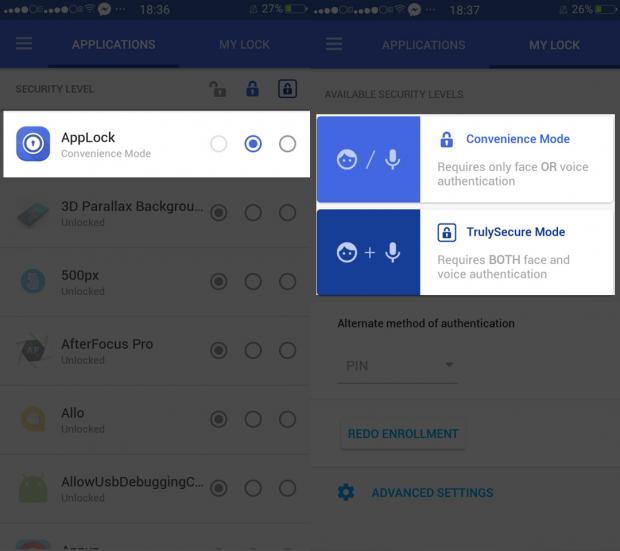 18:36
27%
APPLICATIONS
MY LOCK
SECURITY LEVEL
AppLock
Convenience Mode
3D Parallax Backgrou...
Unlocked
500px
Unlocked
AfterFocus Pro
Unlocked
Allo
Unlocked
AllowUsbDebuggingC...
Unlocked
18:37
26%
APPLICATIONS
MY LOCK
AVAILABLE SECURITY LEVELS
Convenience Mode
Requires only face OR voice
authentication
TrulySecure Mode
Requires BOTH face and
voice authentication
Alternate method of authentication
PIN
REDO ENROLLMENT
ADVANCED SETTINGS